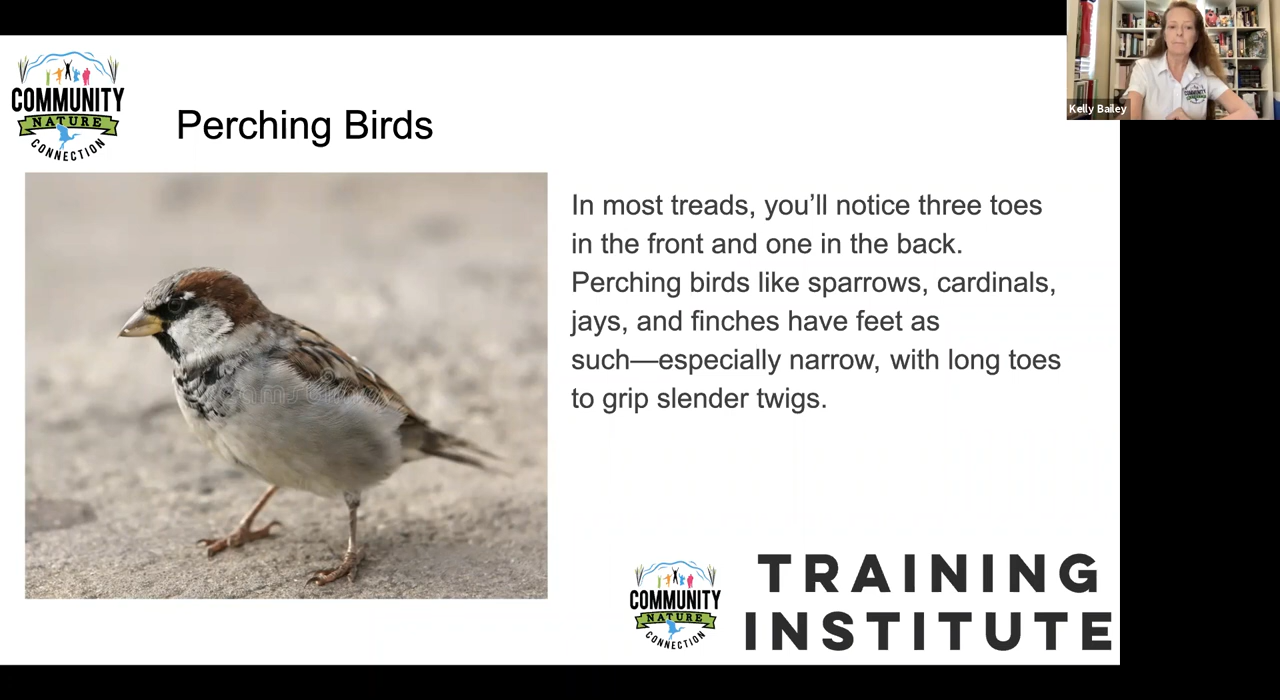 COMMUNITY
NATURE
CONNECTION
Perching Birds
Kelly Bailey
In most treads, you’ll notice three toes
in the front and one in the back.
Perching birds like sparrows, cardinals,
jays, and finches have feet as
such—especially narrow, with long toes
to grip slender twigs.
COMMUNITY
NATURE
CONNECTION
TRAINING
INSTITUTE